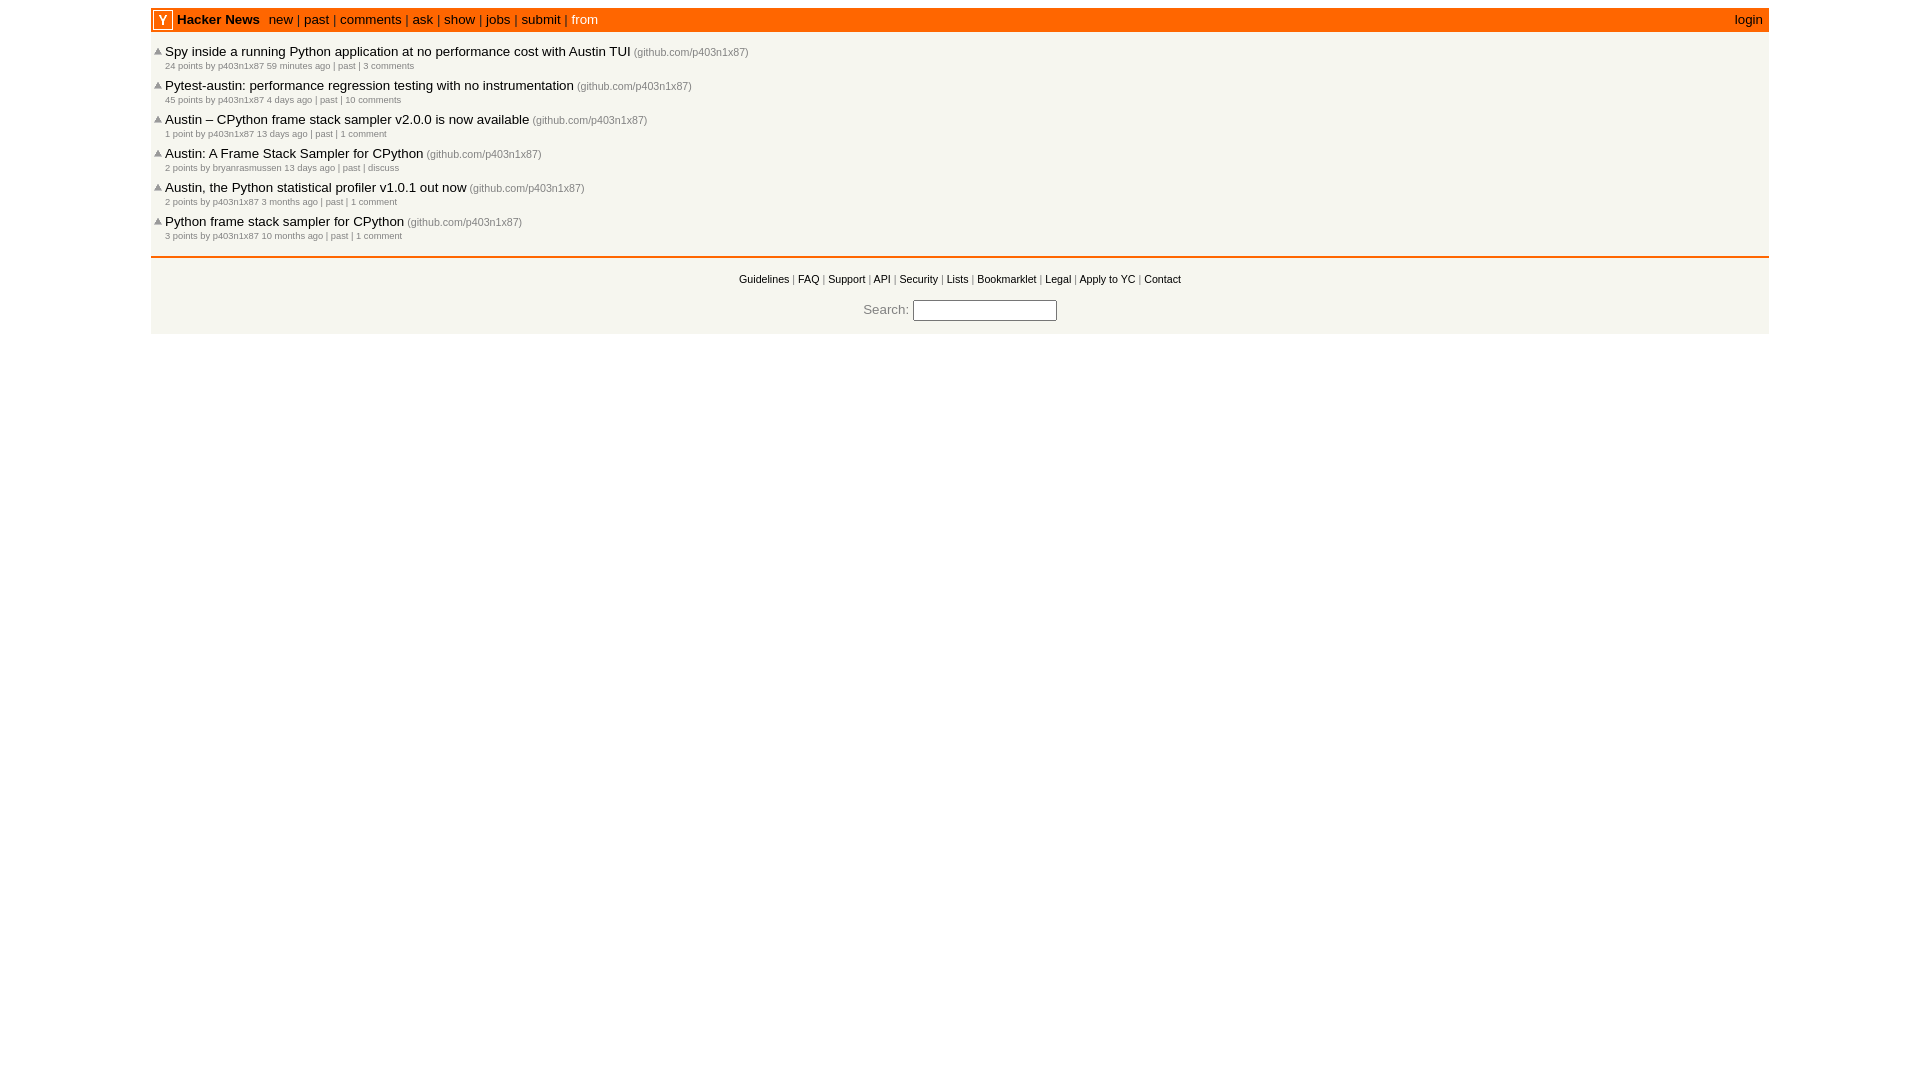 Y Hacker News new | past | comments | ask | show | jobs | submit | from login
Spy inside a running Python application at no performance cost with Austin TUI (github.com/p403n1x87)
24 points by p403n1x87 59 minutes ago | past | 3 comments
Pytest-austin: performance regression testing with no instrumentation (github.com/p403n1x87)
45 points by p403n1x87 4 days ago | past | 10 comments
Austin – CPython frame stack sampler v2.0.0 is now available (github.com/p403n1x87)
1 point by p403n1x87 13 days ago | past | 1 comment
Austin: A Frame Stack Sampler for CPython (github.com/p403n1x87)
2 points by bryanrasmussen 13 days ago | past | discuss
Austin, the Python statistical profiler v1.0.1 out now (github.com/p403n1x87)
2 points by p403n1x87 3 months ago | past | 1 comment
Python frame stack sampler for CPython (github.com/p403n1x87)
3 points by p403n1x87 10 months ago | past | 1 comment
Guidelines | FAQ | Support | API | Security | Lists | Bookmarklet | Legal | Apply to YC | Contact
Search: